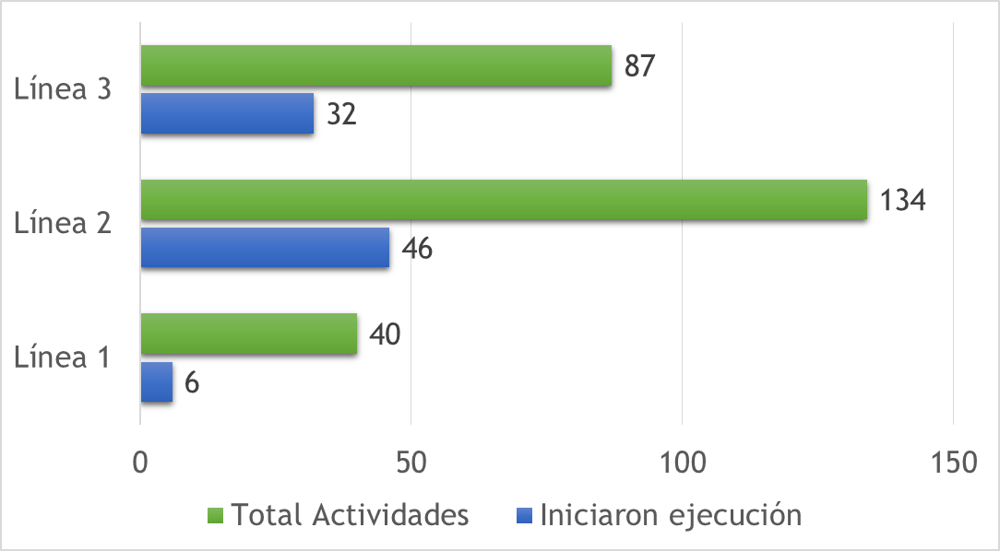 Línea 3
87
32
Línea 2
134
46
Línea 1
40
6
0 50 100 150
Total Actividades Iniciaron ejecución